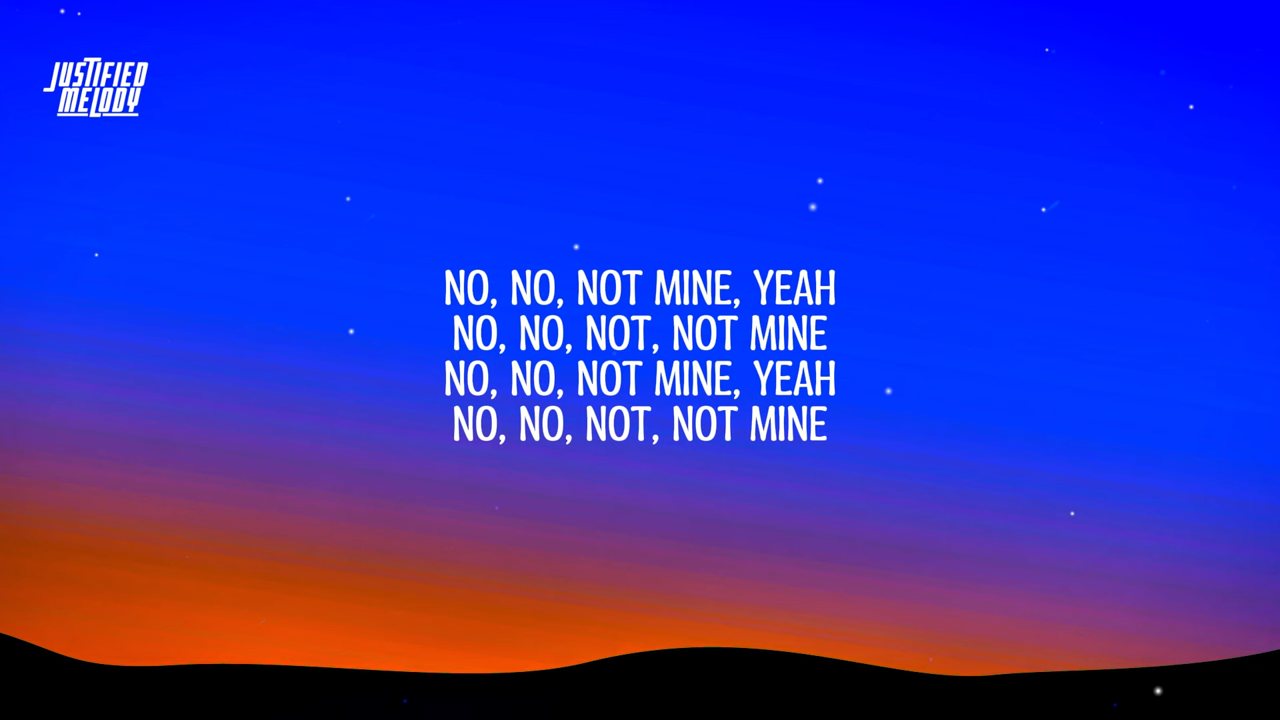 JUSTIFIED
MELODY
NO, NO, NOT MINE, YEAH
NO, NO, NOT, NOT MINE
NO, NO, NOT MINE, YEAH
NO, NO, NOT, NOT MINE